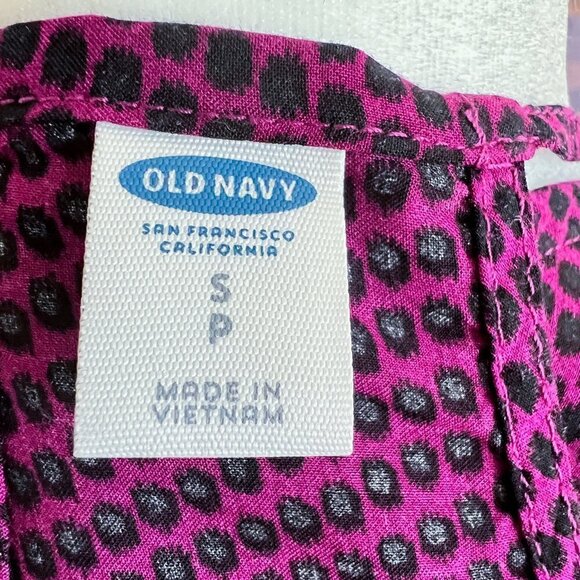 OLD NAVY
SAN FRANCISCO
CALIFORNIA
S
P
MADE IN
VIETNAM